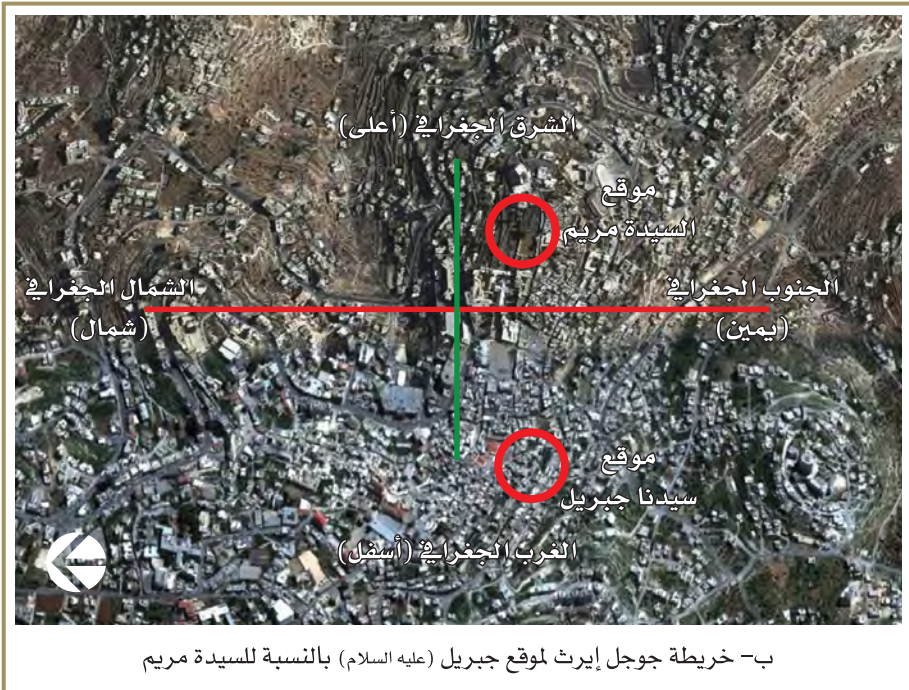 الشرق الجغرافي (أعلى)
موقع
السيدة مريم
الجنوب الجغرافي
(يمين)
الشمال الجغرافي
(شمال)
موقع
سيدنا جبريل
الغرب الجغرافي (أسفل)
ب- خريطة جوجل إيرث لموقع جبريل (عليه السلام) بالنسبة للسيدة مريم